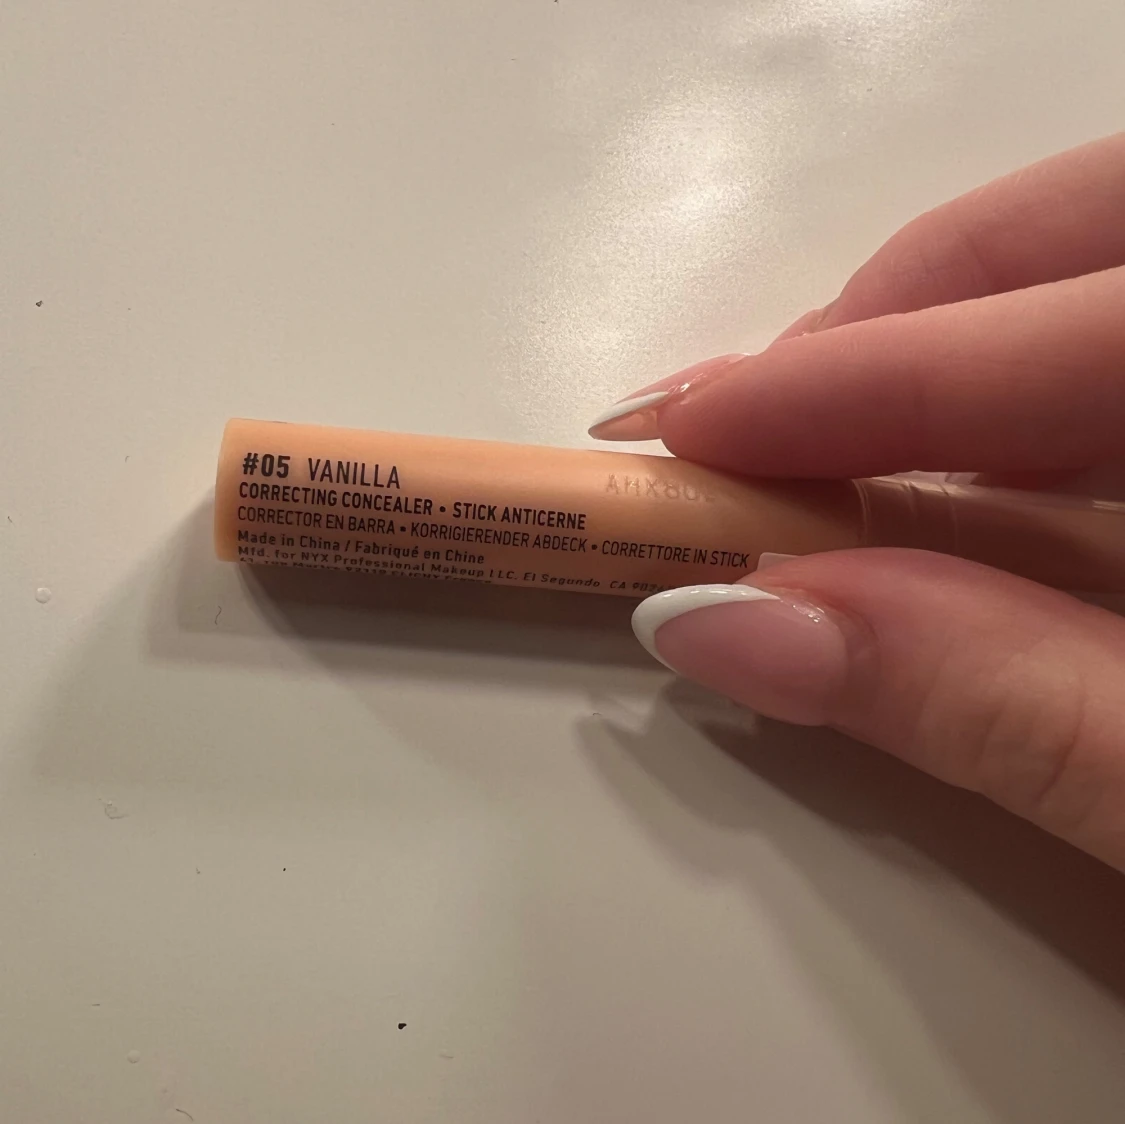 #05 VANILLA
CORRECTING CONCEALER • STICK ANTICERNE
CORRECTOR EN BARRA • KORRIGIERENDER ABDECK • CORRETTORE IN STICK
Made in China / Fabriqué en Chine
Mfd. for NYX Professional Makeup LLC. El Segundo CA